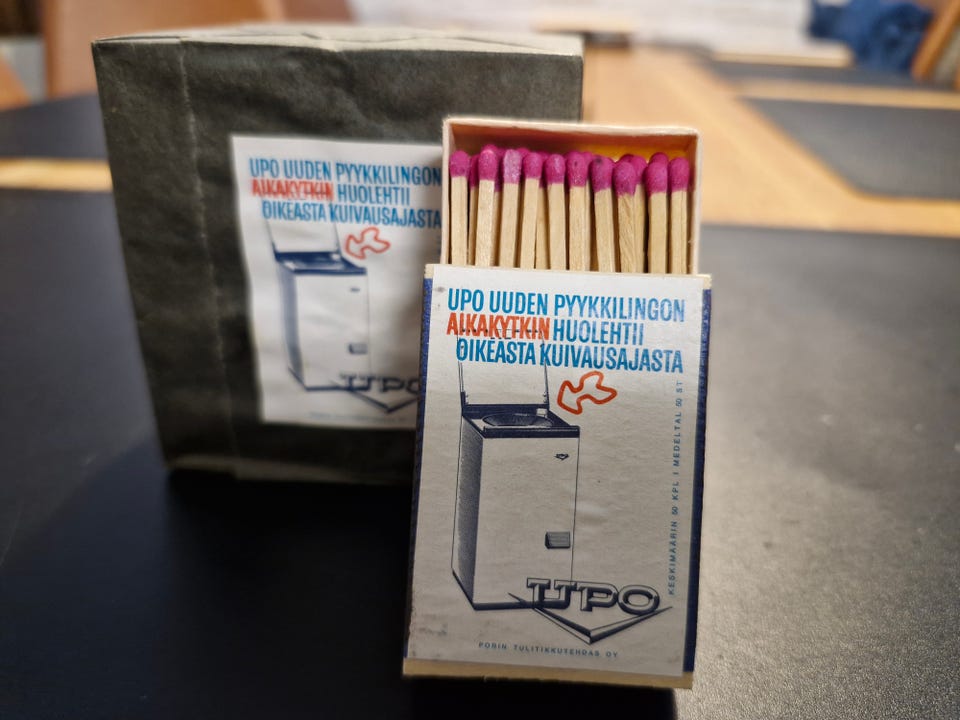 UPO UUDEN PYYKKILINGON
AIKAKYTKIN HUOLEHTII
OIKEASTA KUIVAUSAJASTA
UPO
UPO UUDEN PYYKKILINGON
AIKAKYTKIN HUOLEHTII
OIKEASTA KUIVAUSAJASTA
KESKIMÄÄRIN 50 KPL I MEDELTAL 50 ST
UPO
PORIN TULITIKKUTEHDAS OY